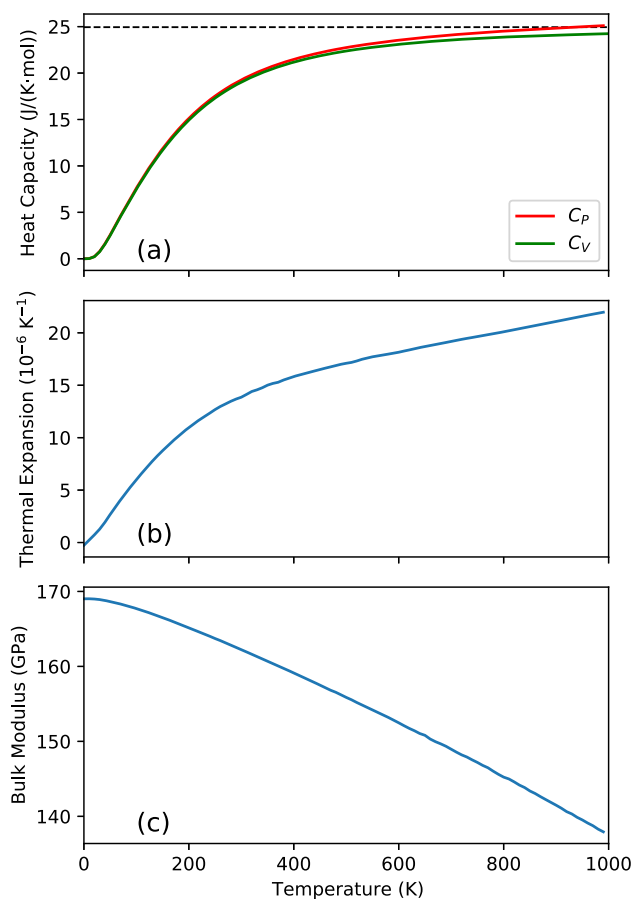 25
20
15
10
5
0
Heat Capacity (J/(K·mol))
(a)
C_P
C_V
20
15
10
5
0
Thermal Expansion (10⁻⁶ K⁻¹)
(b)
170
160
150
140
Bulk Modulus (GPa)
(c)
0 200 400 600 800 1000
Temperature (K)